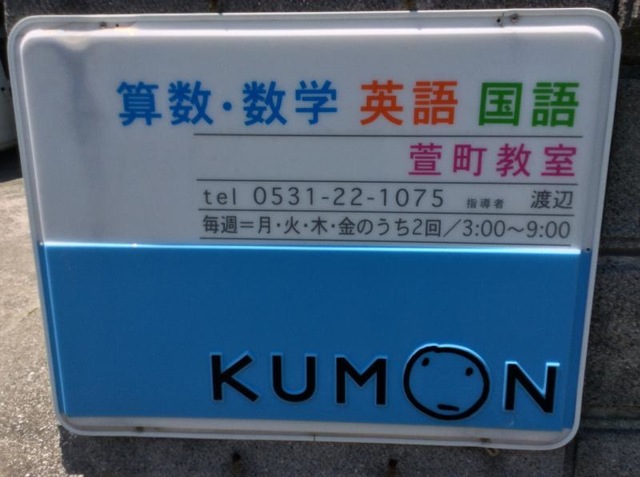 算数・数学 英語 国語
萱町教室
tel 0531-22-1075 指導者 渡辺
毎週=月・火・木・金のうち2回/3:00〜9:00
KUMON